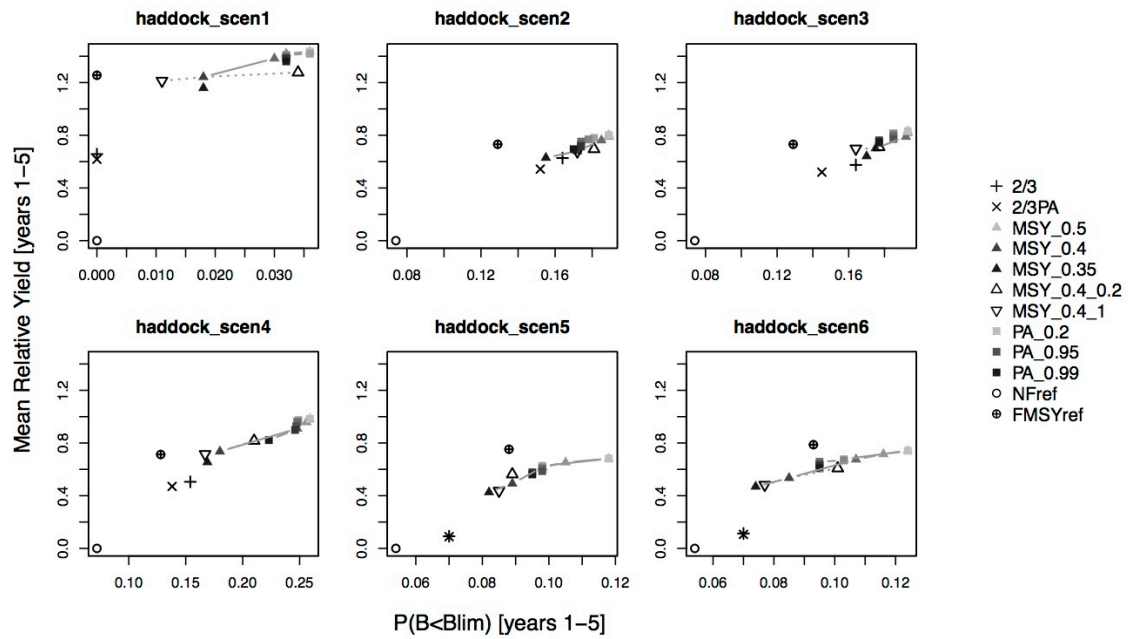 haddock_scen1
haddock_scen2
haddock_scen3
0.0 0.4 0.8 1.2
0.000 0.010 0.020 0.030
0.0 0.4 0.8 1.2
0.08 0.12 0.16
0.0 0.4 0.8 1.2
0.08 0.12 0.16
haddock_scen4
haddock_scen5
haddock_scen6
0.0 0.4 0.8 1.2
0.10 0.15 0.20 0.25
0.0 0.4 0.8 1.2
0.06 0.08 0.10 0.12
0.0 0.4 0.8 1.2
0.06 0.08 0.10 0.12
Mean Relative Yield [years 1−5]
P(B<Blim) [years 1−5]
2/3
2/3PA
MSY_0.5
MSY_0.4
MSY_0.35
MSY_0.4_0.2
MSY_0.4_1
PA_0.2
PA_0.95
PA_0.99
NFref
FMSYref